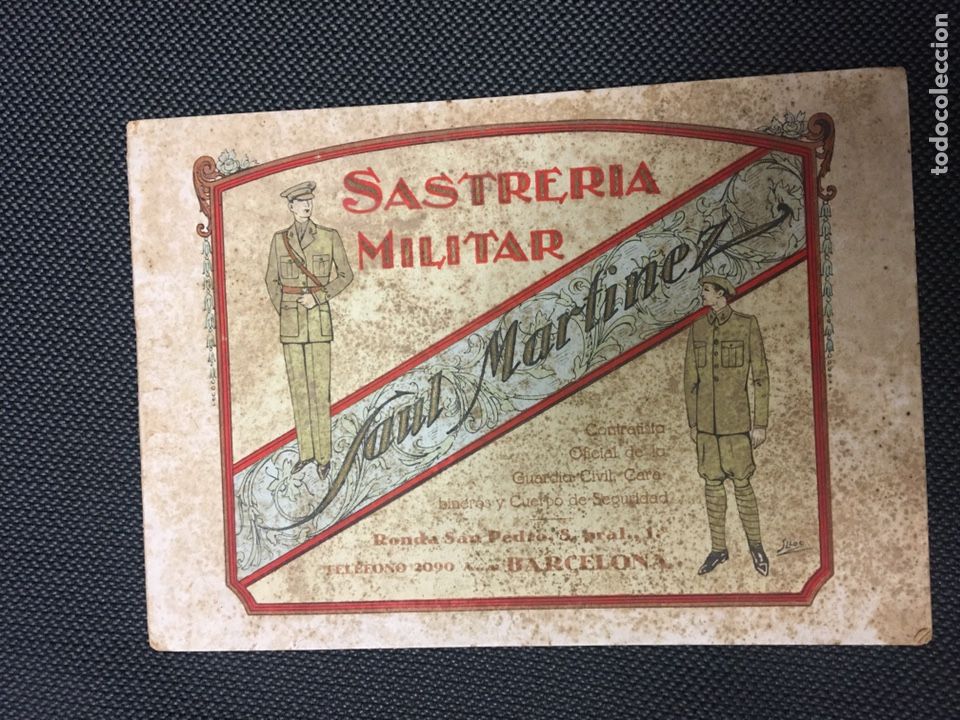 SASTRERIA
MILITAR
Saul Martinez
Contratista
Oficial de la
Guardia Civil, Cara-
bineros y Cuerpo de Seguridad
Ronda San Pedro, 8, pral., 1.ª
TELÉFONO 2090 A BARCELONA
todocoleccion